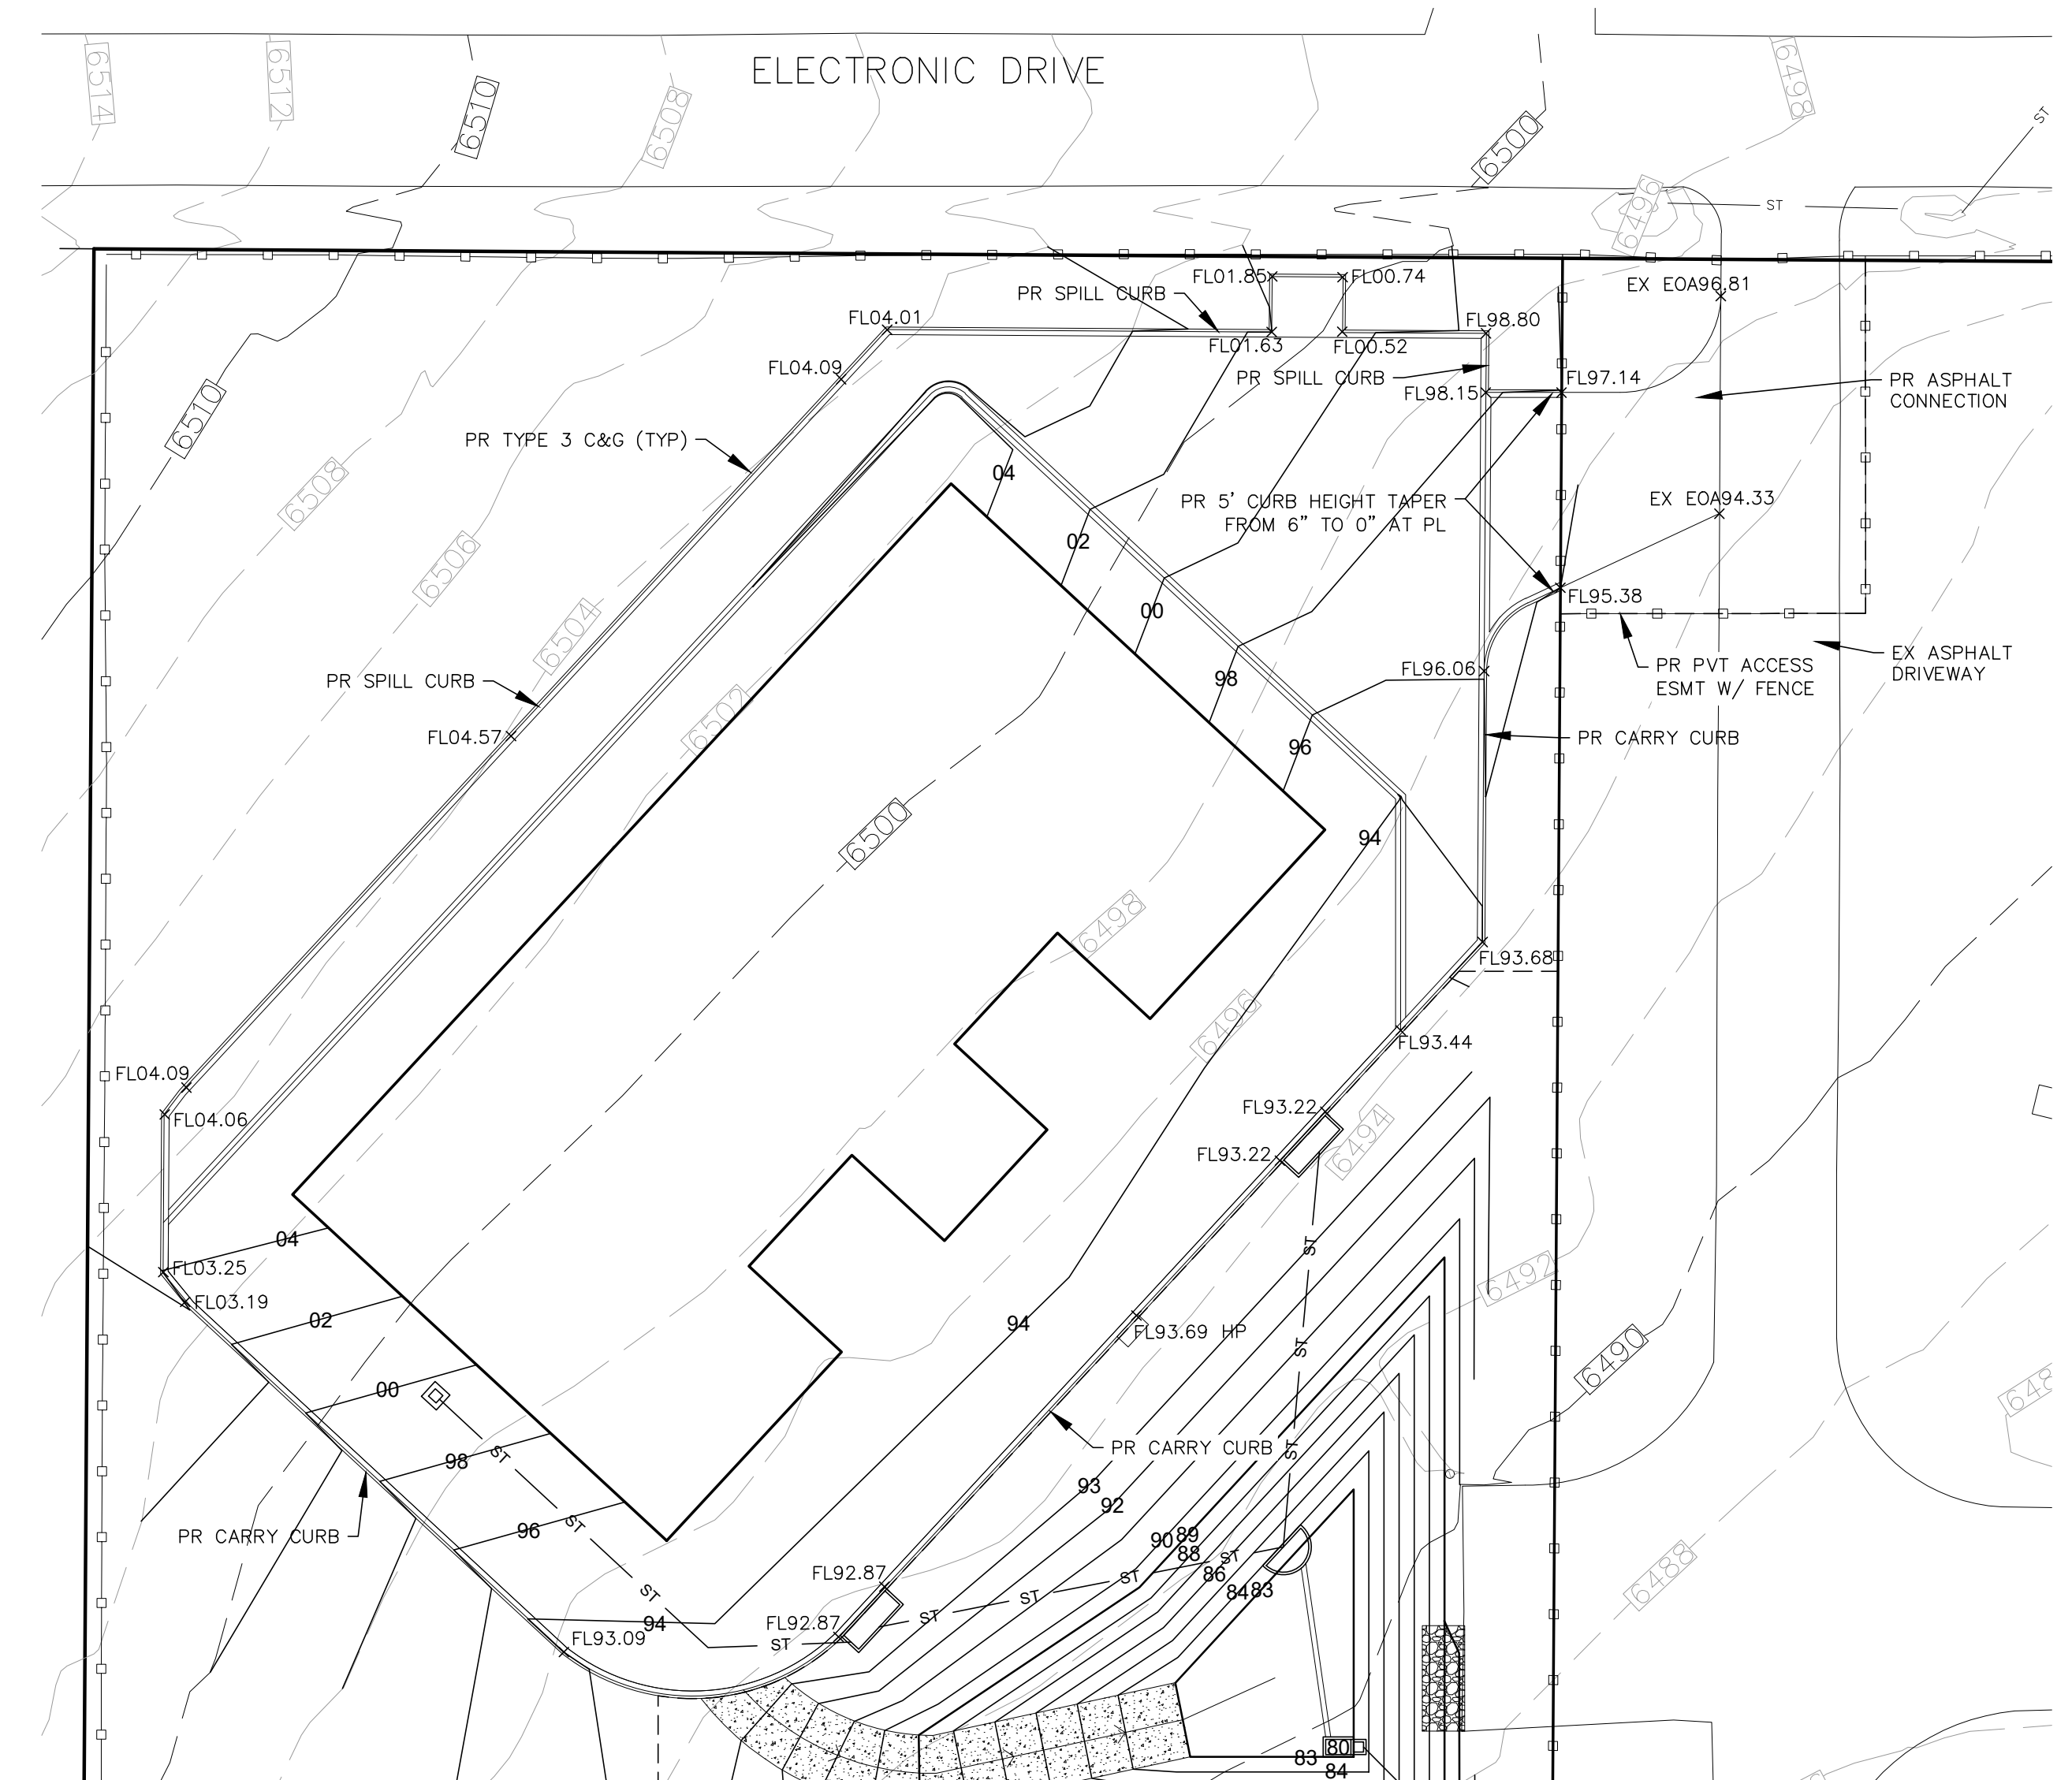 ELECTRONIC DRIVE
6514
6512
6510
6508
6500
6498
ST
6496
ST
EX EOA96.81
FL01.85
FL00.74
PR SPILL CURB
FL04.01
FL01.63
FL00.52
FL98.80
FL04.09
PR SPILL CURB
FL98.15
FL97.14
PR ASPHALT
CONNECTION
6510
PR TYPE 3 C&G (TYP)
04
6508
PR 5' CURB HEIGHT TAPER
FROM 6" TO 0" AT PL
EX EOA94.33
02
6506
FL95.38
00
6504
EX ASPHALT
DRIVEWAY
PR PVT ACCESS
ESMT W/ FENCE
FL96.06
98
PR SPILL CURB
6502
FL04.57
PR CARRY CURB
96
6500
94
6498
FL93.68
6496
FL93.44
FL04.09
FL04.06
FL93.22
6494
FL93.22
04
ST
FL03.25
6492
FL03.19
02
94
FL93.69 HP
ST
6490
00
648
ST
98
ST
PR CARRY CURB
93
92
ST
96
PR CARRY CURB
90
89
88
ST
86
6488
FL92.87
ST
84
83
ST
ST
94
FL92.87
ST
FL93.09
80
83
84